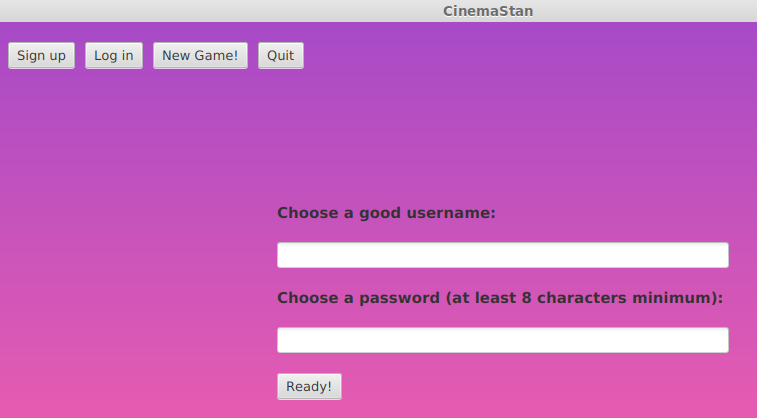 CinemaStan
Sign up Log in New Game! Quit
Choose a good username:
Choose a password (at least 8 characters minimum):
Ready!